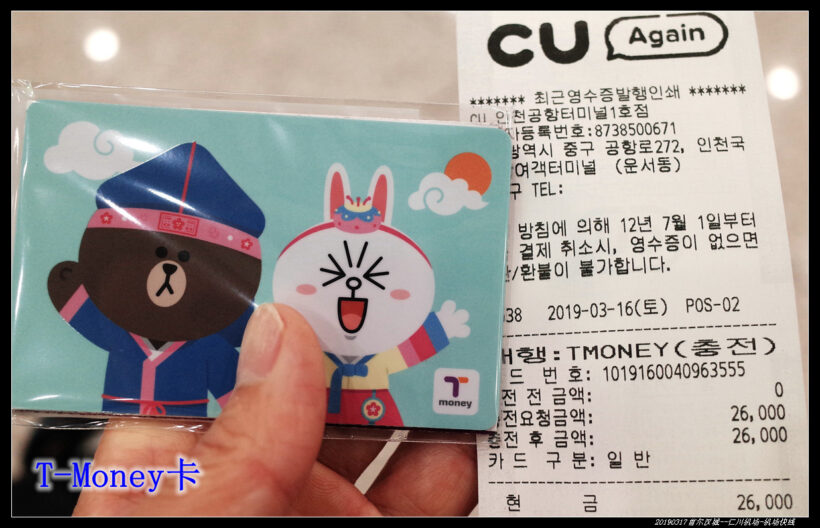 CU Again
******* 최근영수증발행인쇄 *******
CU 인천공항터미널1호점
자등록번호:8738500671
광역시 중구 공항로272, 인천국
여객터미널 (운서동)
구 TEL:
방침에 의해 12년 7월 1일부터
결제 취소시, 영수증이 없으면
/환불이 불가합니다.
38 2019-03-16(토) POS-02
행:TMONEY(충전)
드 번호: 1019160040963555
전 전 금액: 0
전요청금액: 26,000
충전 후 금액: 26,000
카 드 구 분: 일 반
현 금 26,000
T money
T-Money卡
20190317首尔汉城--仁川机场-机场快线